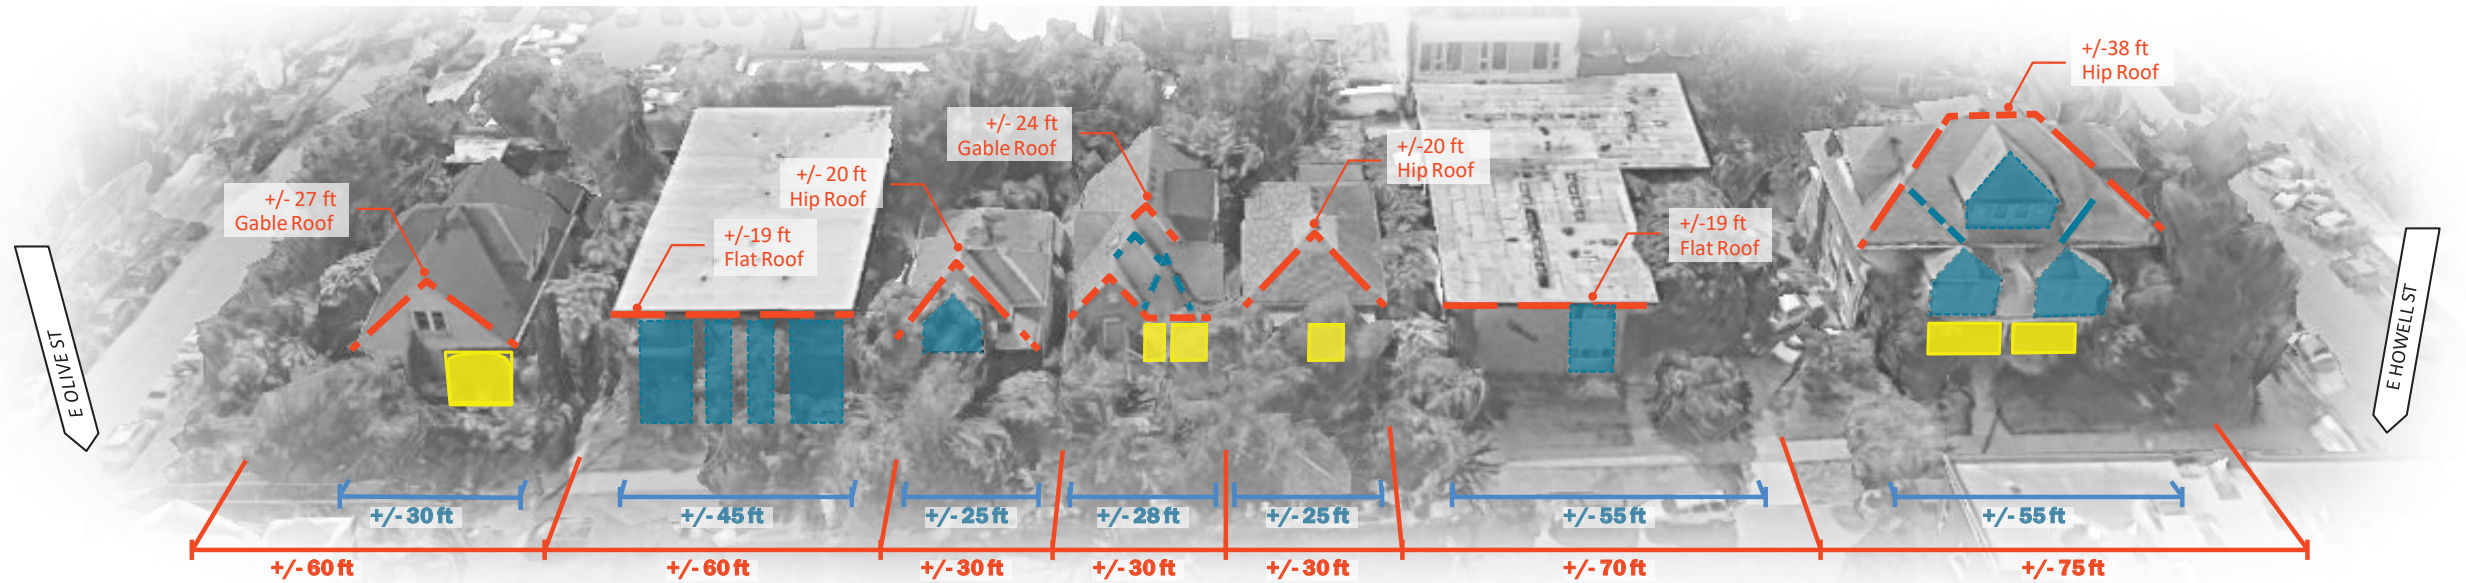 +/-38 ft
Hip Roof
+/- 24 ft
Gable Roof
+/-20 ft
Hip Roof
+/- 20 ft
Hip Roof
+/- 27 ft
Gable Roof
+/-19 ft
Flat Roof
+/-19 ft
Flat Roof
E OLIVE ST
E HOWELL ST
+/- 30 ft
+/- 45 ft
+/- 25 ft
+/- 28 ft
+/- 25 ft
+/- 55 ft
+/- 55 ft
+/- 60 ft
+/- 60 ft
+/- 30 ft
+/- 30 ft
+/- 30 ft
+/- 70 ft
+/- 75 ft